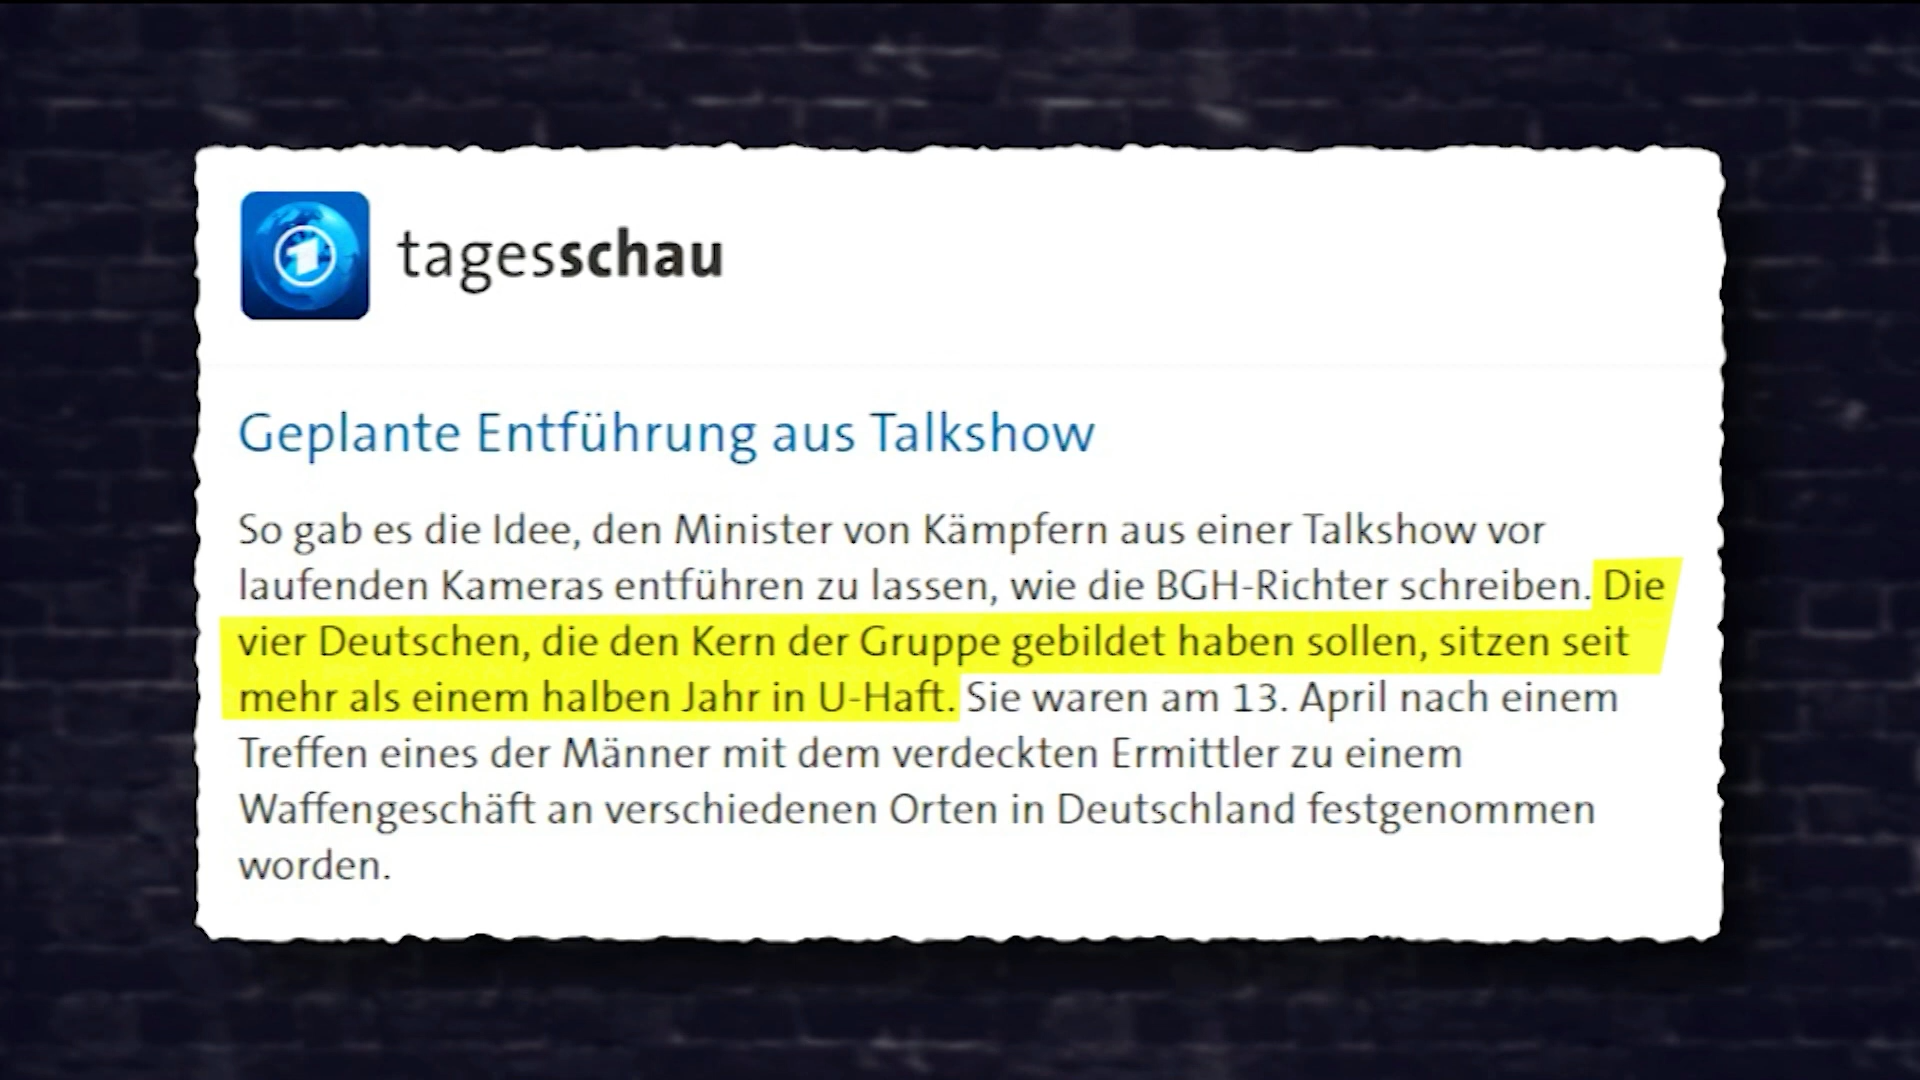 tagesschau
Geplante Entführung aus Talkshow
So gab es die Idee, den Minister von Kämpfern aus einer Talkshow vor
laufenden Kameras entführen zu lassen, wie die BGH-Richter schreiben. Die
vier Deutschen, die den Kern der Gruppe gebildet haben sollen, sitzen seit
mehr als einem halben Jahr in U-Haft. Sie waren am 13. April nach einem
Treffen eines der Männer mit dem verdeckten Ermittler zu einem
Waffengeschäft an verschiedenen Orten in Deutschland festgenommen
worden.